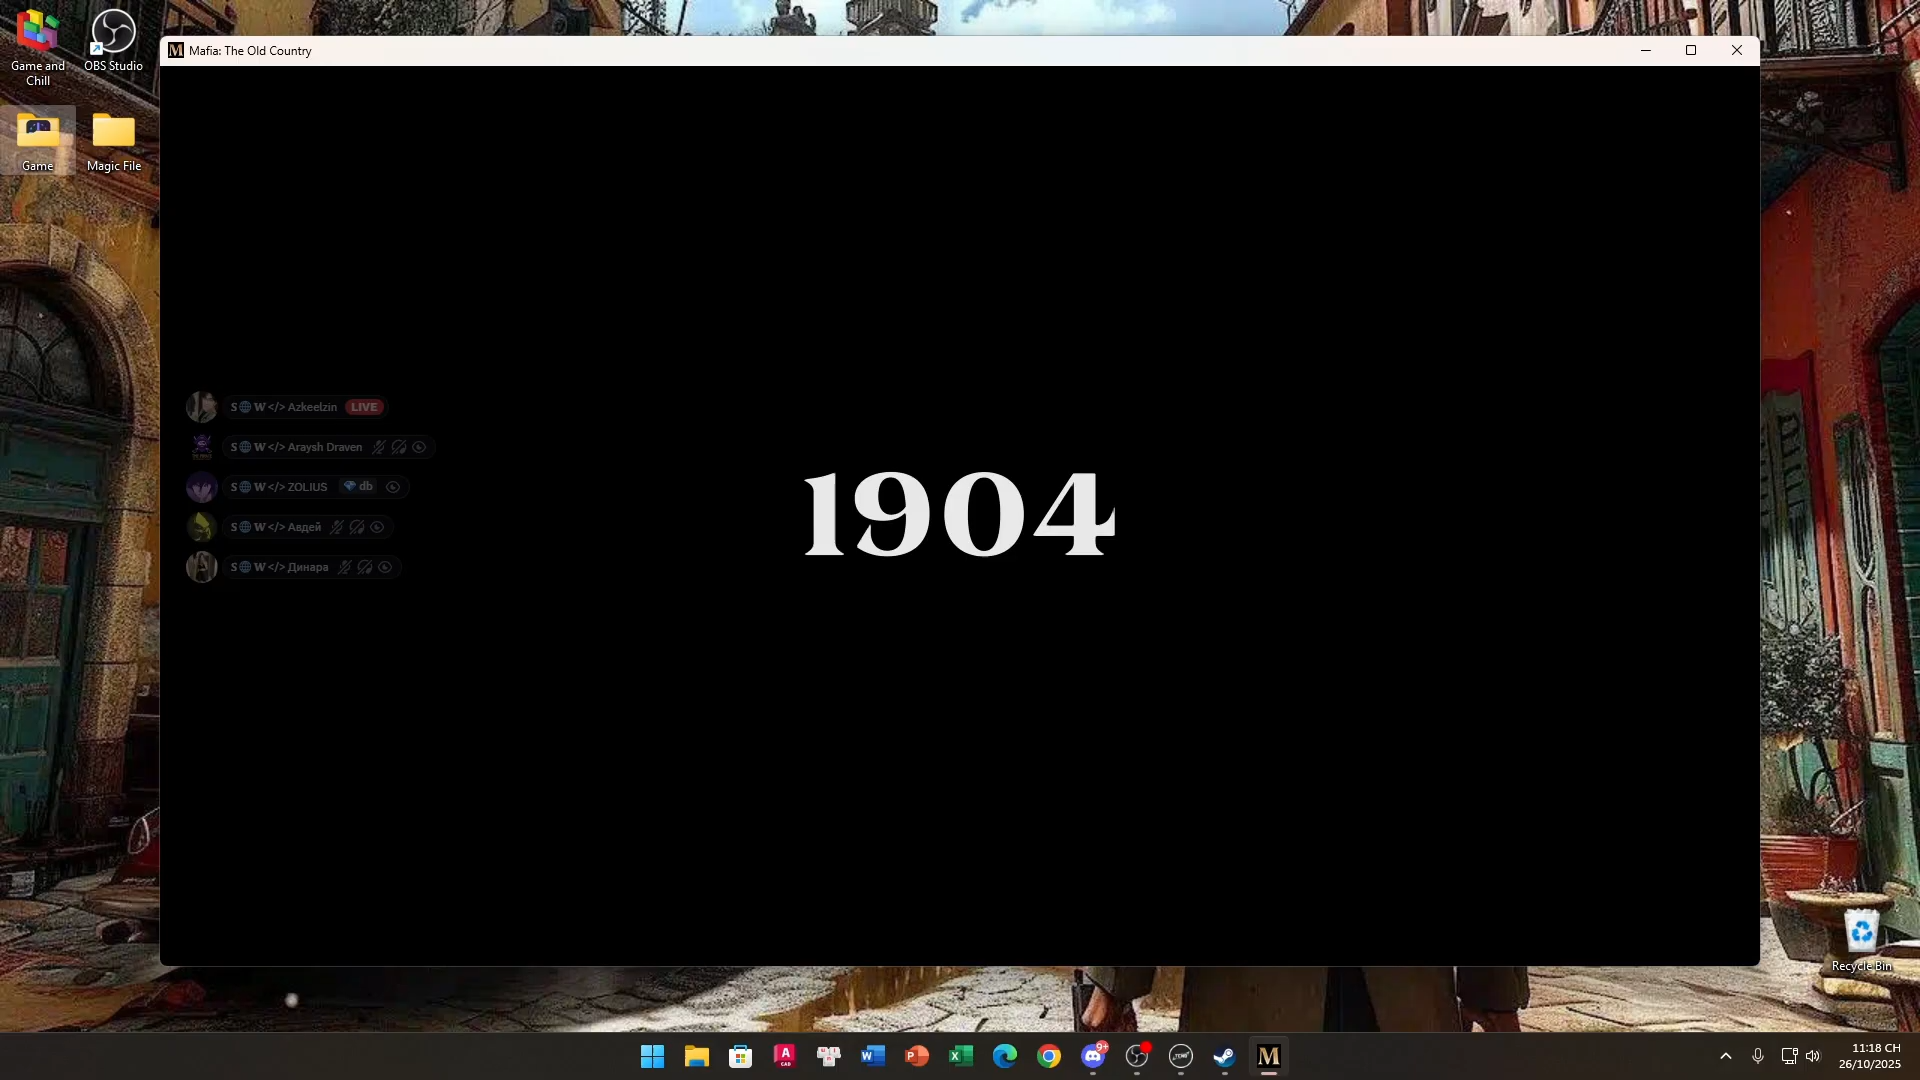 Game and
Chill
OBS Studio
Game
Magic File
M Mafia: The Old Country
S🌐W</> Azkeelzin LIVE
S🌐W</> Araysh Draven
S🌐W</> ZOLIUS 💎 db
S🌐W</> Авдей
S🌐W</> Динара
1904
Recycle Bin
9+
M
11:18 CH
26/10/2025